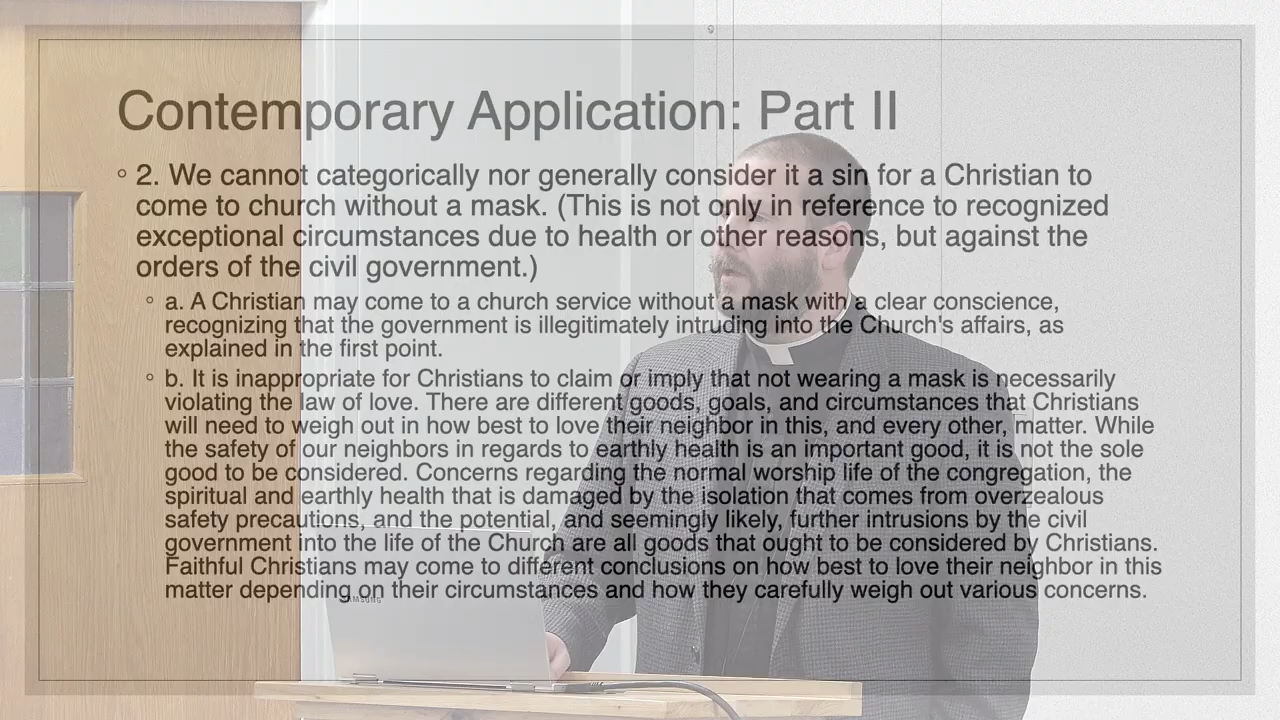 Contemporary Application: Part II
◦ 2. We cannot categorically nor generally consider it a sin for a Christian to
come to church without a mask. (This is not only in reference to recognized
exceptional circumstances due to health or other reasons, but against the
orders of the civil government.)
◦ a. A Christian may come to a church service without a mask with a clear conscience,
recognizing that the government is illegitimately intruding into the Church's affairs, as
explained in the first point.
◦ b. It is inappropriate for Christians to claim or imply that not wearing a mask is necessarily
violating the law of love. There are different goods, goals, and circumstances that Christians
will need to weigh out in how best to love their neighbor in this, and every other, matter. While
the safety of our neighbors in regards to earthly health is an important good, it is not the sole
good to be considered. Concerns regarding the normal worship life of the congregation, the
spiritual and earthly health that is damaged by the isolation that comes from overzealous
safety precautions, and the potential, and seemingly likely, further intrusions by the civil
government into the life of the Church are all goods that ought to be considered by Christians.
Faithful Christians may come to different conclusions on how best to love their neighbor in this
matter depending on their circumstances and how they carefully weigh out various concerns.
SAMSUNG